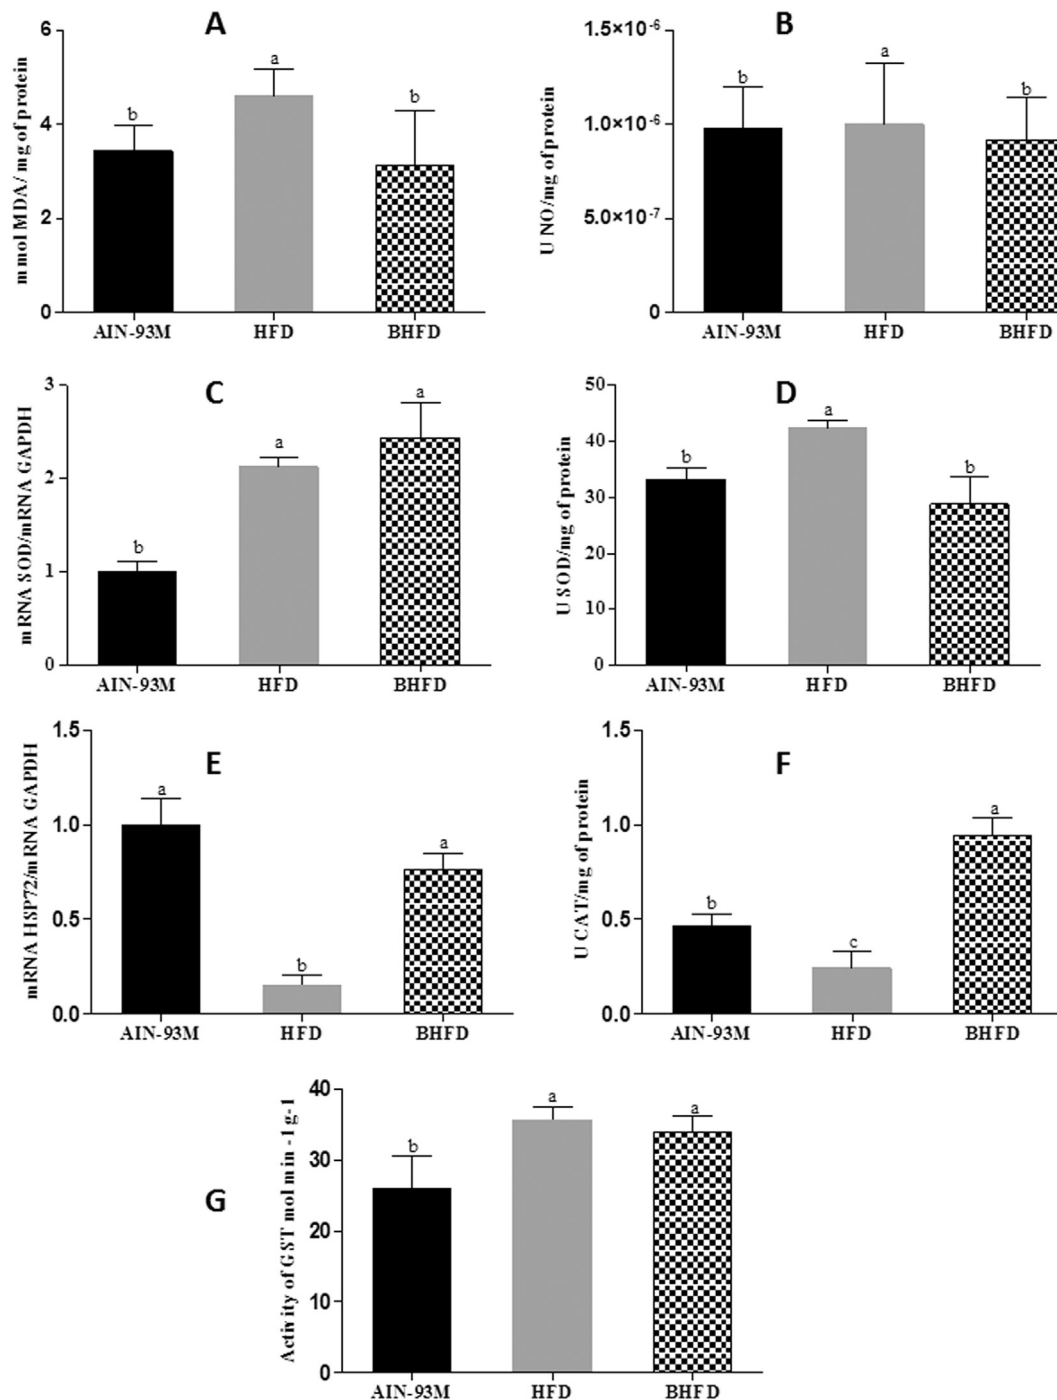 A
mmol MDA/ mg of protein
6
4
2
0
b
a
b
AIN-93M HFD BHFD
B
U NO/mg of protein
1.5×10-6
1.0×10-6
5.0×10-7
0
b
a
b
AIN-93M HFD BHFD
C
mRNA SOD/mRNA GAPDH
3
2
1
0
b
a
a
AIN-93M HFD BHFD
D
U SOD/mg of protein
50
40
30
20
10
0
b
a
b
AIN-93M HFD BHFD
E
mRNA HSP72/mRNA GAPDH
1.5
1.0
0.5
0.0
a
b
a
AIN-93M HFD BHFD
F
U CAT/mg of protein
1.5
1.0
0.5
0.0
b
c
a
AIN-93M HFD BHFD
G
Activity of GST mol min -1 g-1
40
30
20
10
0
b
a
a
AIN-93M HFD BHFD